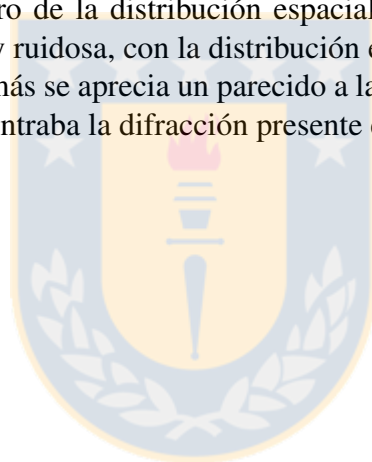 ro de la distribución espacial
ruidosa, con la distribución
más se aprecia un parecido a la
ntraba la difracción presente